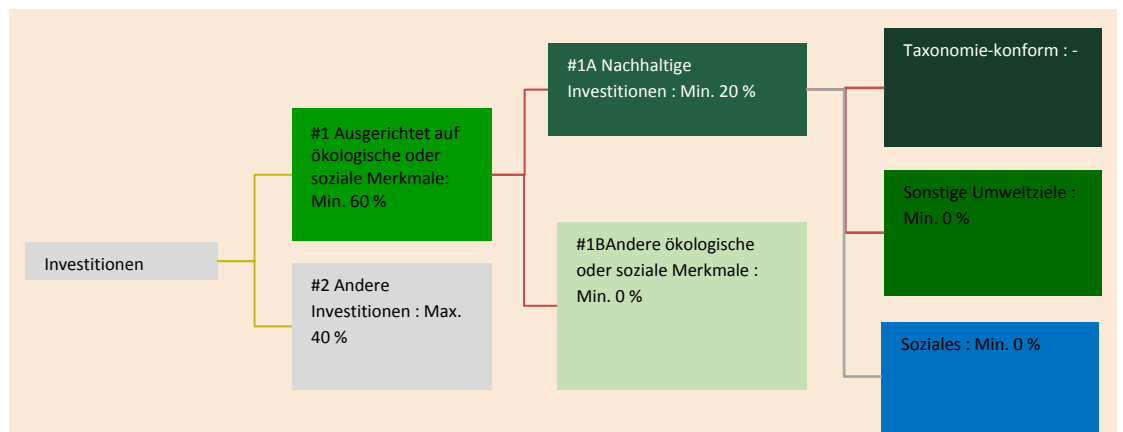 Investitionen
#1 Ausgerichtet auf
ökologische oder
soziale Merkmale:
Min. 60 %
#2 Andere
Investitionen : Max.
40 %
#1A Nachhaltige
Investitionen : Min. 20 %
#1BAndere ökologische
oder soziale Merkmale :
Min. 0 %
Taxonomie-konform : -
Sonstige Umweltziele :
Min. 0 %
Soziales : Min. 0 %